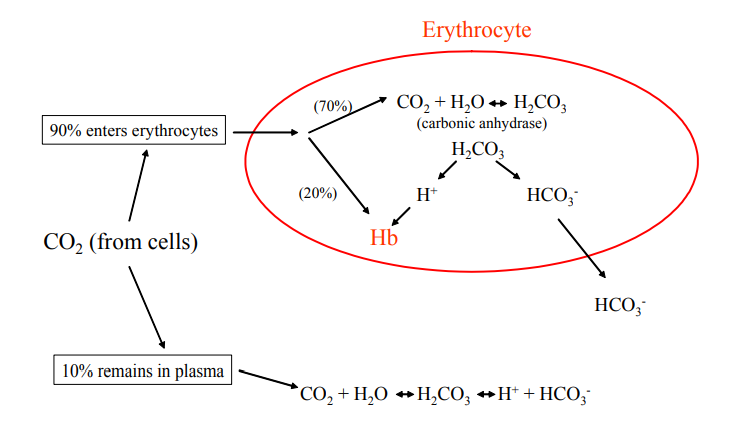 Erythrocyte
(70%)
CO₂ + H₂O ↔ H₂CO₃
(carbonic anhydrase)
90% enters erythrocytes
H₂CO₃
(20%)
H⁺
HCO₃⁻
Hb
CO₂ (from cells)
HCO₃⁻
10% remains in plasma
CO₂ + H₂O ↔ H₂CO₃ ↔ H⁺ + HCO₃⁻